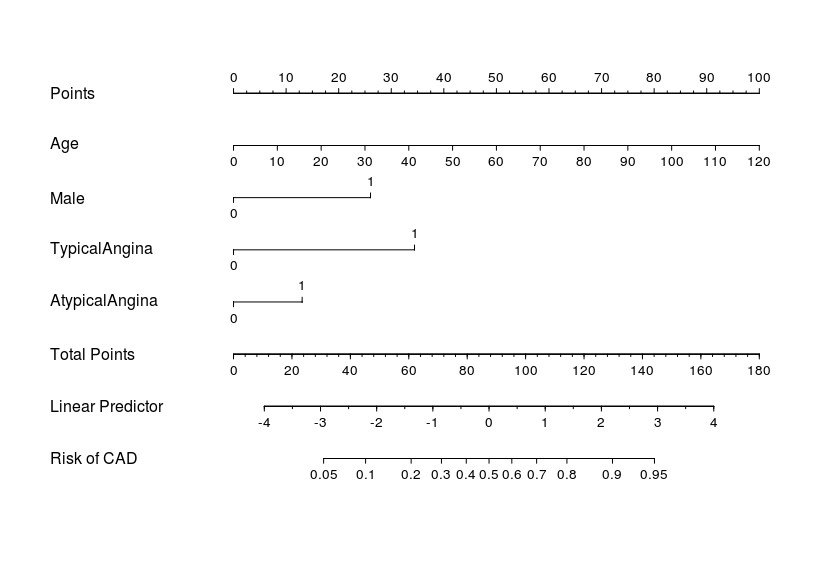 0 10 20 30 40 50 60 70 80 90 100
Points
Age
0 10 20 30 40 50 60 70 80 90 100 110 120
1
Male
0
1
TypicalAngina
0
1
AtypicalAngina
0
Total Points
0 20 40 60 80 100 120 140 160 180
Linear Predictor
-4 -3 -2 -1 0 1 2 3 4
Risk of CAD
0.05 0.1 0.2 0.3 0.4 0.5 0.6 0.7 0.8 0.9 0.95